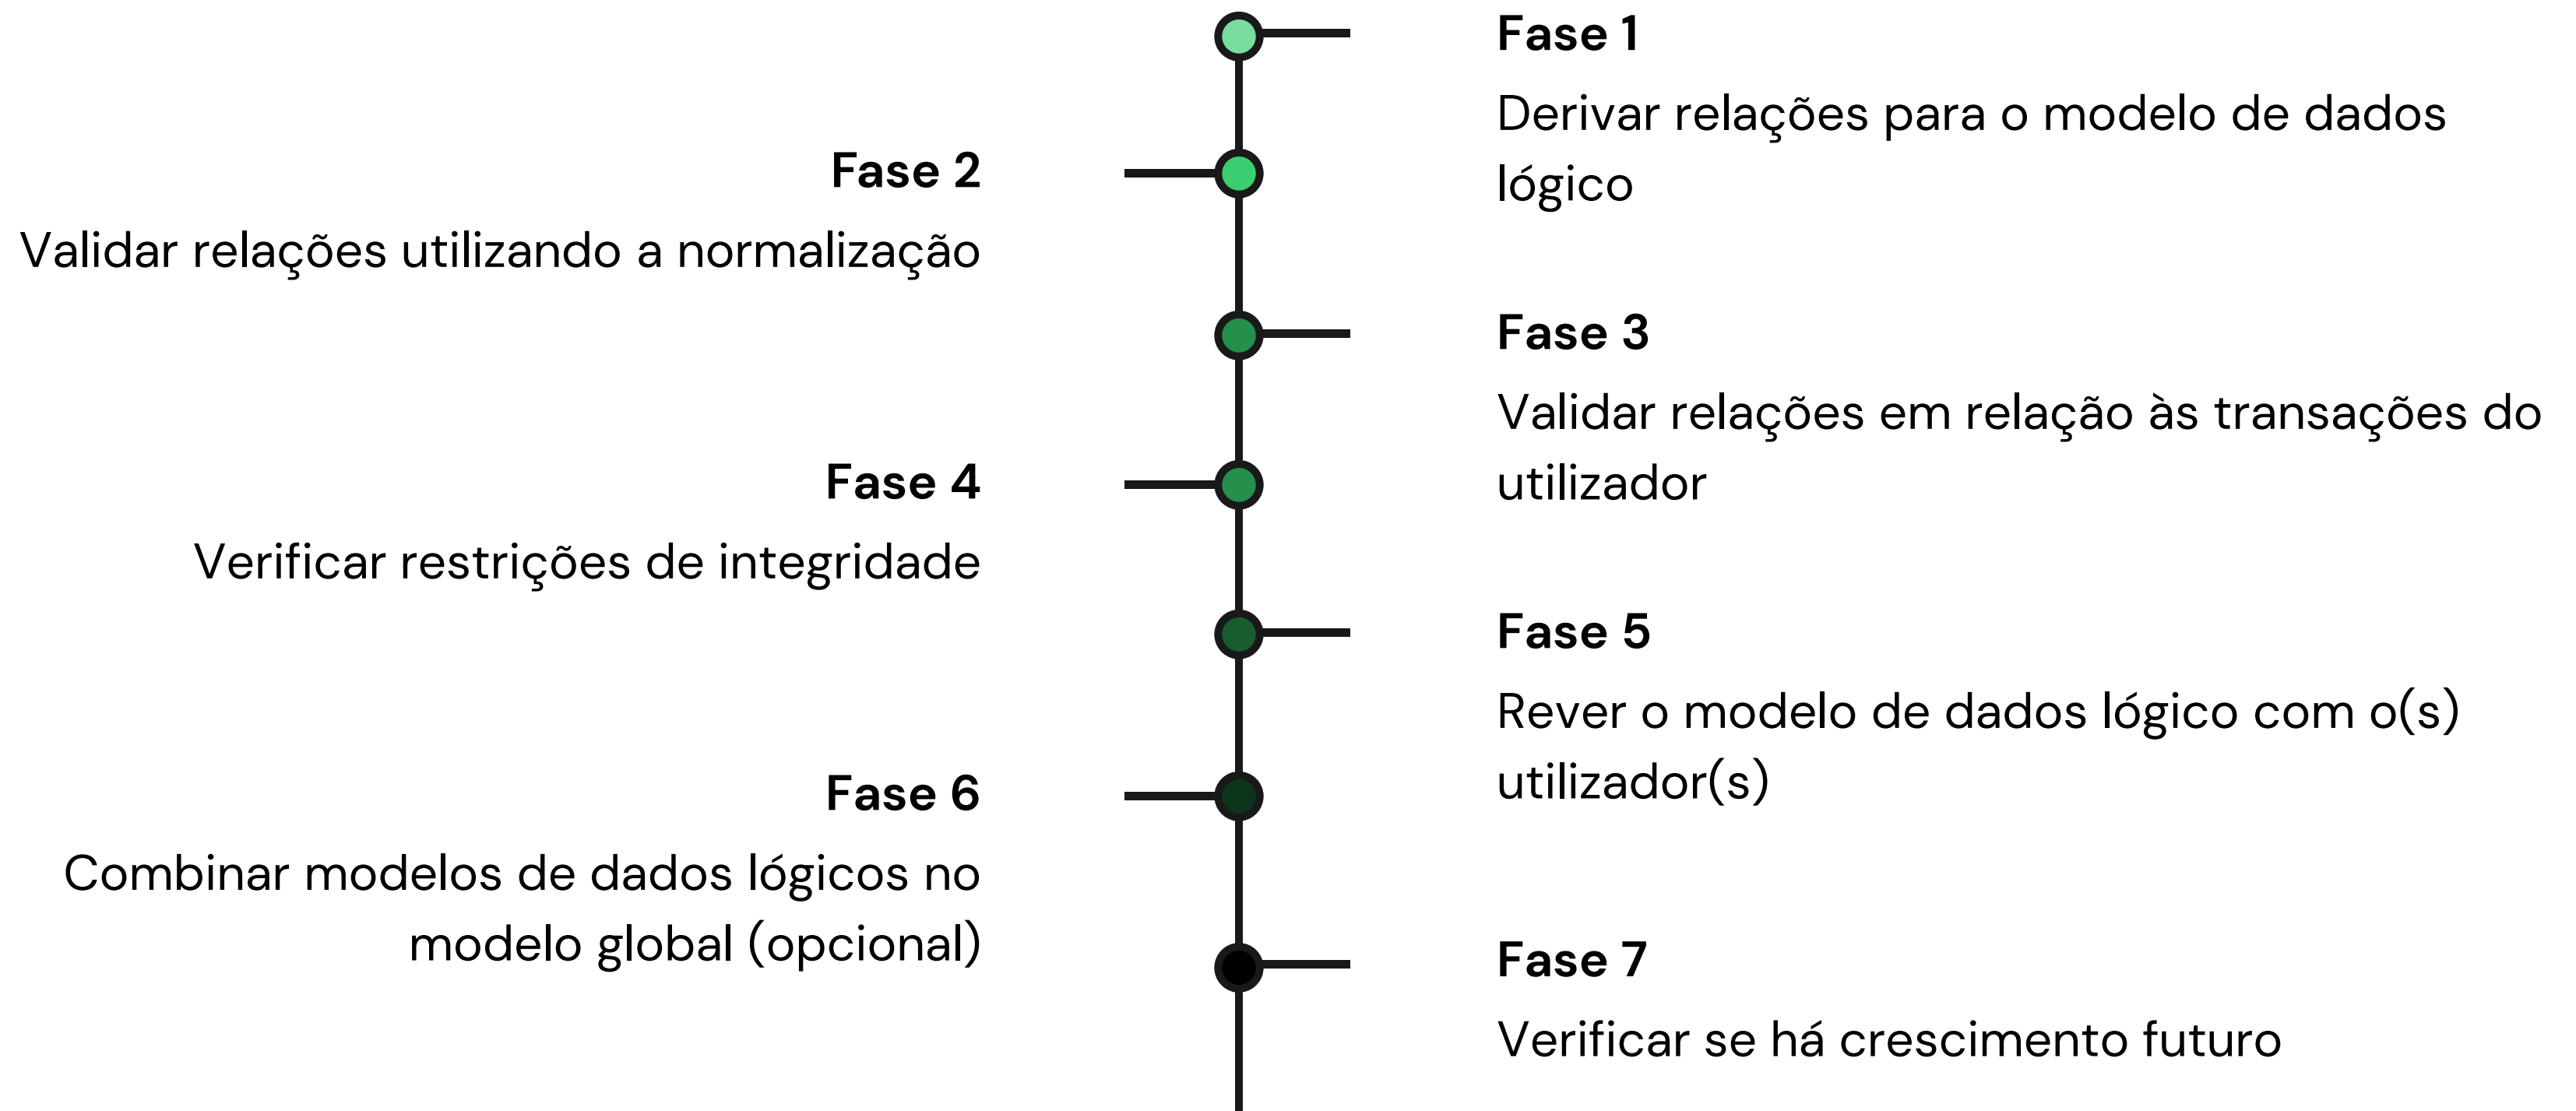 Fase 1
Derivar relações para o modelo de dados
lógico
Fase 2
Validar relações utilizando a normalização
Fase 3
Validar relações em relação às transações do
utilizador
Fase 4
Verificar restrições de integridade
Fase 5
Rever o modelo de dados lógico com o(s)
utilizador(s)
Fase 6
Combinar modelos de dados lógicos no
modelo global (opcional)
Fase 7
Verificar se há crescimento futuro